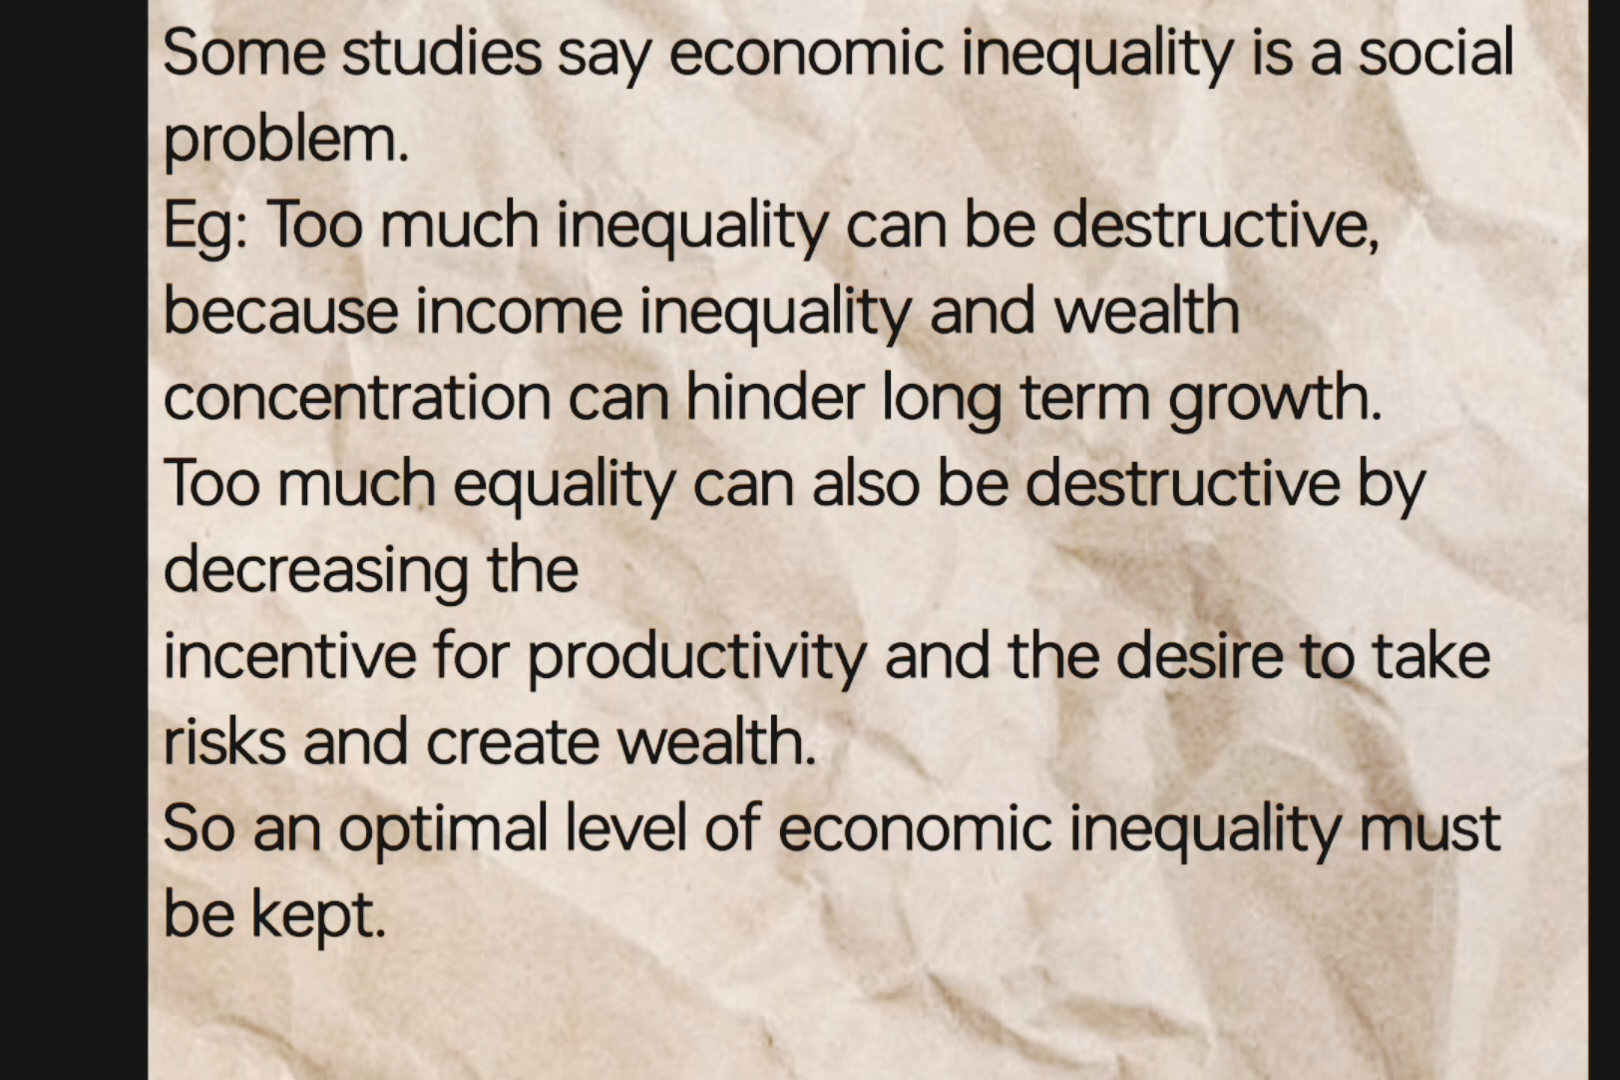 Some studies say economic inequality is a social
problem.
Eg: Too much inequality can be destructive,
because income inequality and wealth
concentration can hinder long term growth.
Too much equality can also be destructive by
decreasing the
incentive for productivity and the desire to take
risks and create wealth.
So an optimal level of economic inequality must
be kept.